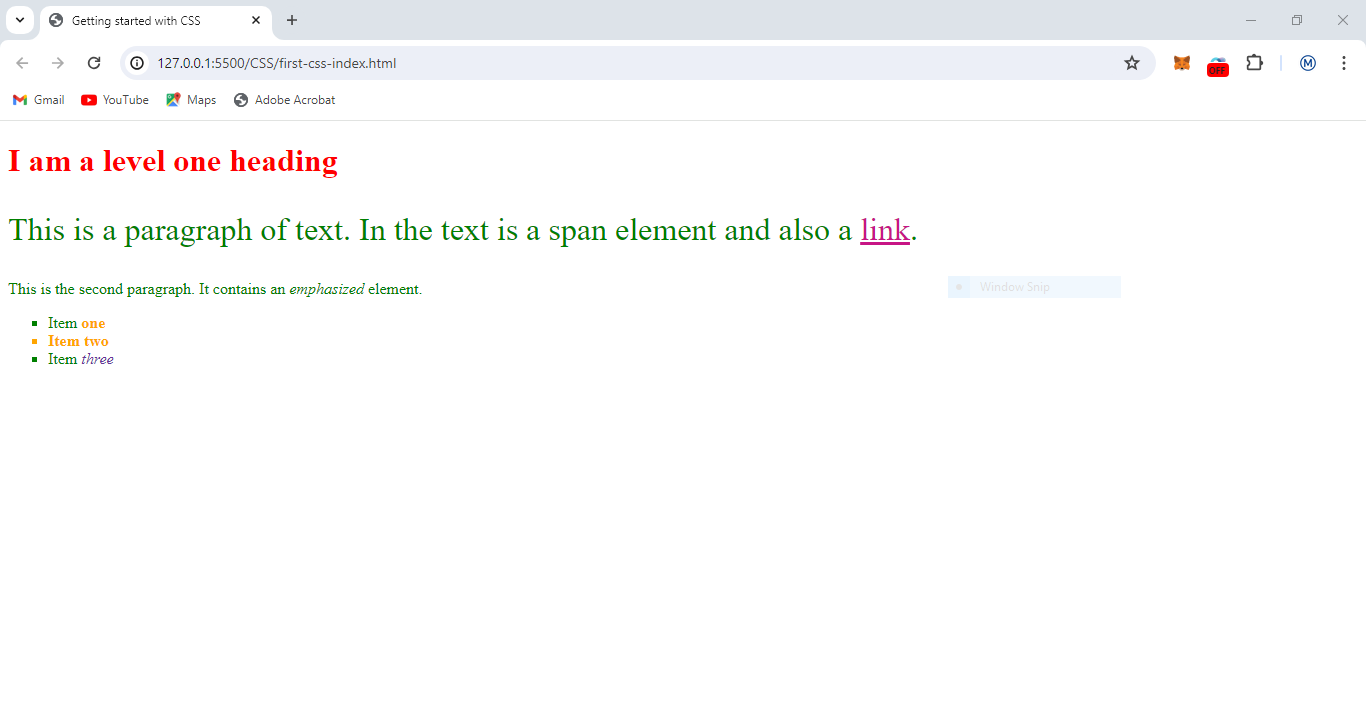 Getting started with CSS
127.0.0.1:5500/CSS/first-css-index.html
OFF
M
Gmail YouTube Maps Adobe Acrobat
I am a level one heading
This is a paragraph of text. In the text is a span element and also a link.
This is the second paragraph. It contains an emphasized element.
Window Snip
Item one
Item two
Item three